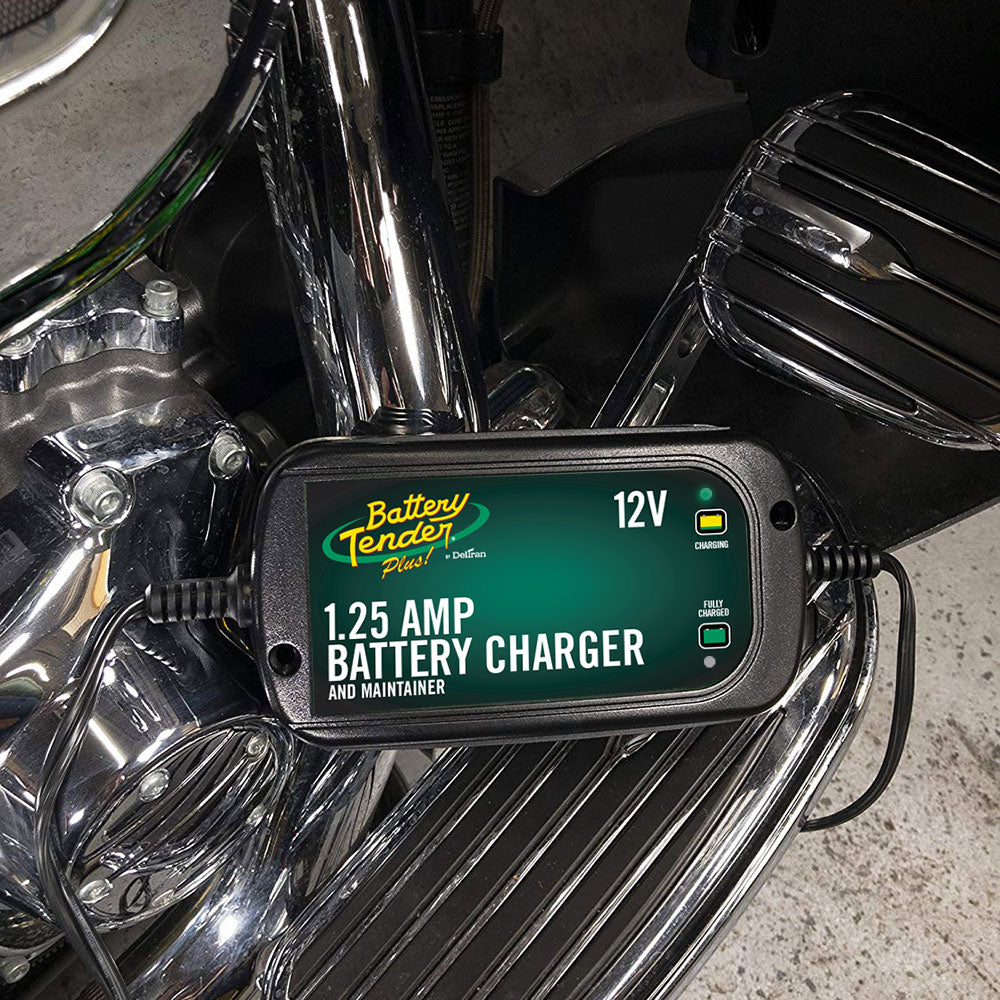 Battery
Tender®
Plus!
BY Deltran
12V
CHARGING
FULLY
CHARGED
1.25 AMP
BATTERY CHARGER
AND MAINTAINER